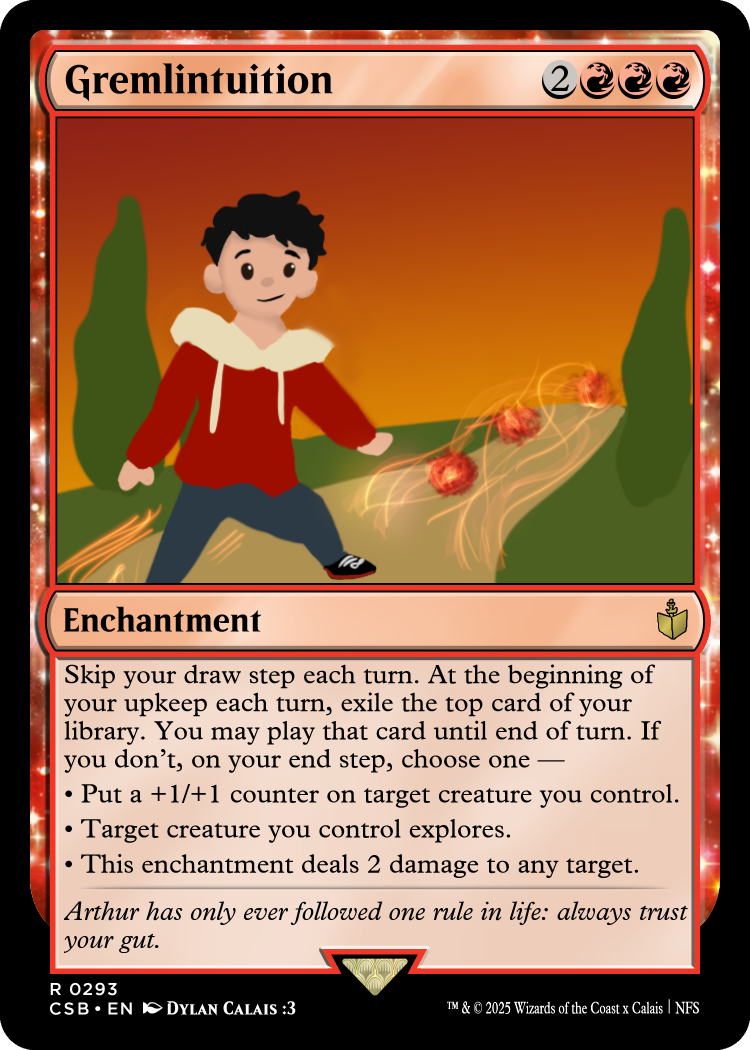 Gremlintuition 2
Enchantment
Skip your draw step each turn. At the beginning of
your upkeep each turn, exile the top card of your
library. You may play that card until end of turn. If
you don't, on your end step, choose one —
• Put a +1/+1 counter on target creature you control.
• Target creature you control explores.
• This enchantment deals 2 damage to any target.
Arthur has only ever followed one rule in life: always trust
your gut.
R 0293
CSB • EN Dylan Calais :3 ™ & © 2025 Wizards of the Coast x Calais | NFS